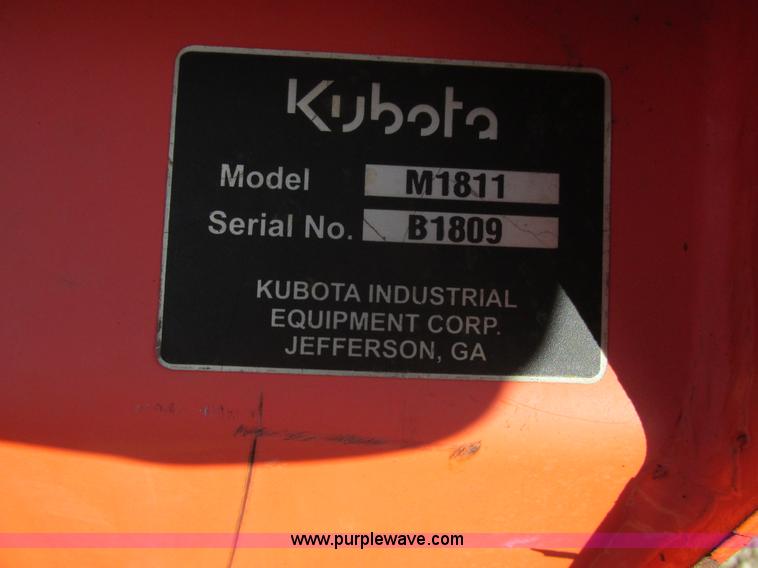 Kubota
Model M1811
Serial No. B1809
KUBOTA INDUSTRIAL
EQUIPMENT CORP.
JEFFERSON, GA
www.purplewave.com